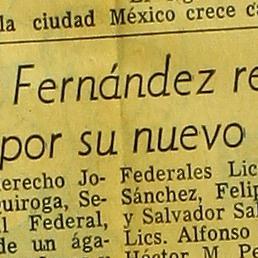 la ciudad México crece
Fernández re
por su nuevo
erecho Jo-
uiroga, Se-
l Federal,
de un ága-
Federales Lic
Sánchez, Felip
y Salvador Sal
Lics. Alfonso
Héctor M. Pe